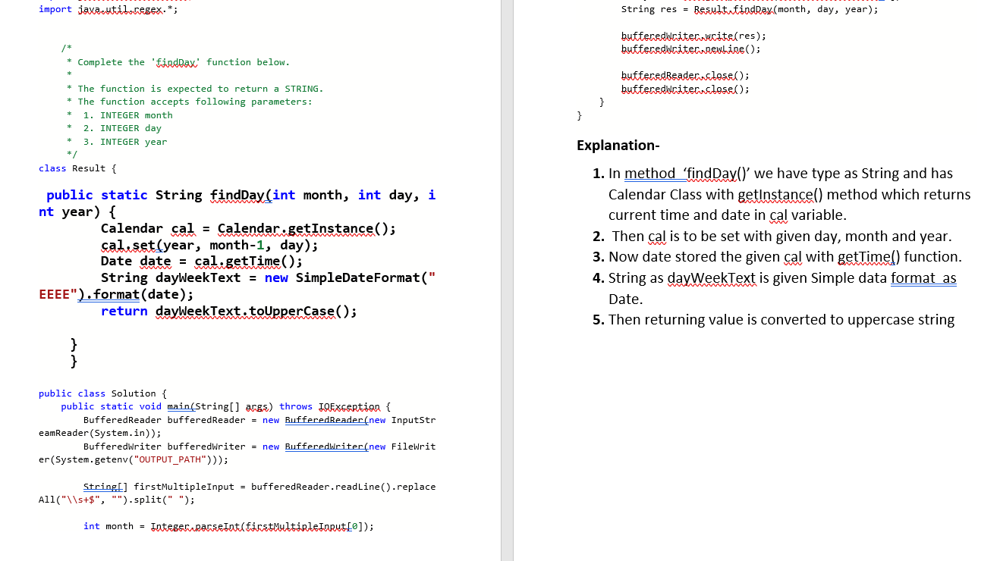 import java.util.regex.*;
/*
* Complete the 'findDay' function below.
*
* The function is expected to return a STRING.
* The function accepts following parameters:
*  1. INTEGER month
*  2. INTEGER day
*  3. INTEGER year
*/
class Result {
public static String findDay(int month, int day, i
nt year) {
Calendar cal = Calendar.getInstance();
cal.set(year, month-1, day);
Date date = cal.getTime();
String dayWeekText = new SimpleDateFormat("
EEEE").format(date);
return dayWeekText.toUpperCase();
}
}
public class Solution {
public static void main(String[] args) throws IOException {
BufferedReader bufferedReader = new BufferedReader(new InputStr
eamReader(System.in));
BufferedWriter bufferedWriter = new BufferedWriter(new FileWrit
er(System.getenv("OUTPUT_PATH")));
String[] firstMultipleInput = bufferedReader.readLine().replace
All("\\s+$", "").split(" ");
int month = Integer.parseInt(firstMultipleInput[0]);
String res = Result.findDay(month, day, year);
bufferedWriter.write(res);
bufferedWriter.newLine();
bufferedReader.close();
bufferedWriter.close();
}
}
Explanation-
1. In method 'findDay()' we have type as String and has
Calendar Class with getInstance() method which returns
current time and date in cal variable.
2. Then cal is to be set with given day, month and year.
3. Now date stored the given cal with getTime() function.
4. String as dayWeekText is given Simple data format as
Date.
5. Then returning value is converted to uppercase string